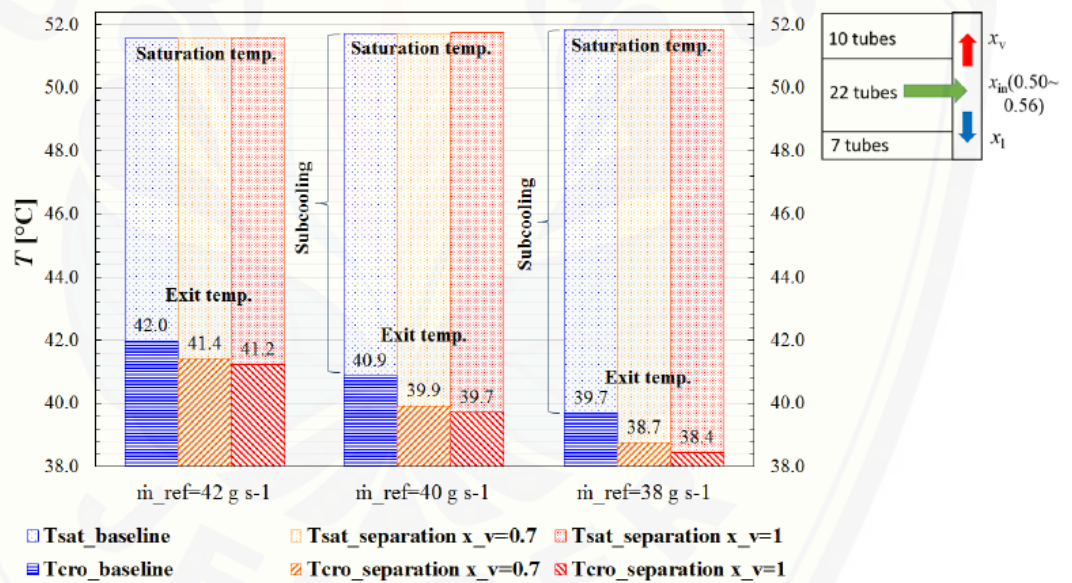 52.0
50.0
48.0
46.0
44.0
42.0
40.0
38.0
T [°C]
Saturation temp.
Exit temp.
42.0
41.4
41.2
Subcooling
Saturation temp.
Exit temp.
40.9
39.9
39.7
Subcooling
Saturation temp.
Exit temp.
39.7
38.7
38.4
52.0
50.0
48.0
46.0
44.0
42.0
40.0
38.0
ṁ_ref=42 g s-1
ṁ_ref=40 g s-1
ṁ_ref=38 g s-1
Tsat_baseline
Tsat_separation x_v=0.7
Tsat_separation x_v=1
Tcro_baseline
Tcro_separation x_v=0.7
Tcro_separation x_v=1
10 tubes
22 tubes
7 tubes
xv
xin(0.50~
0.56)
xl